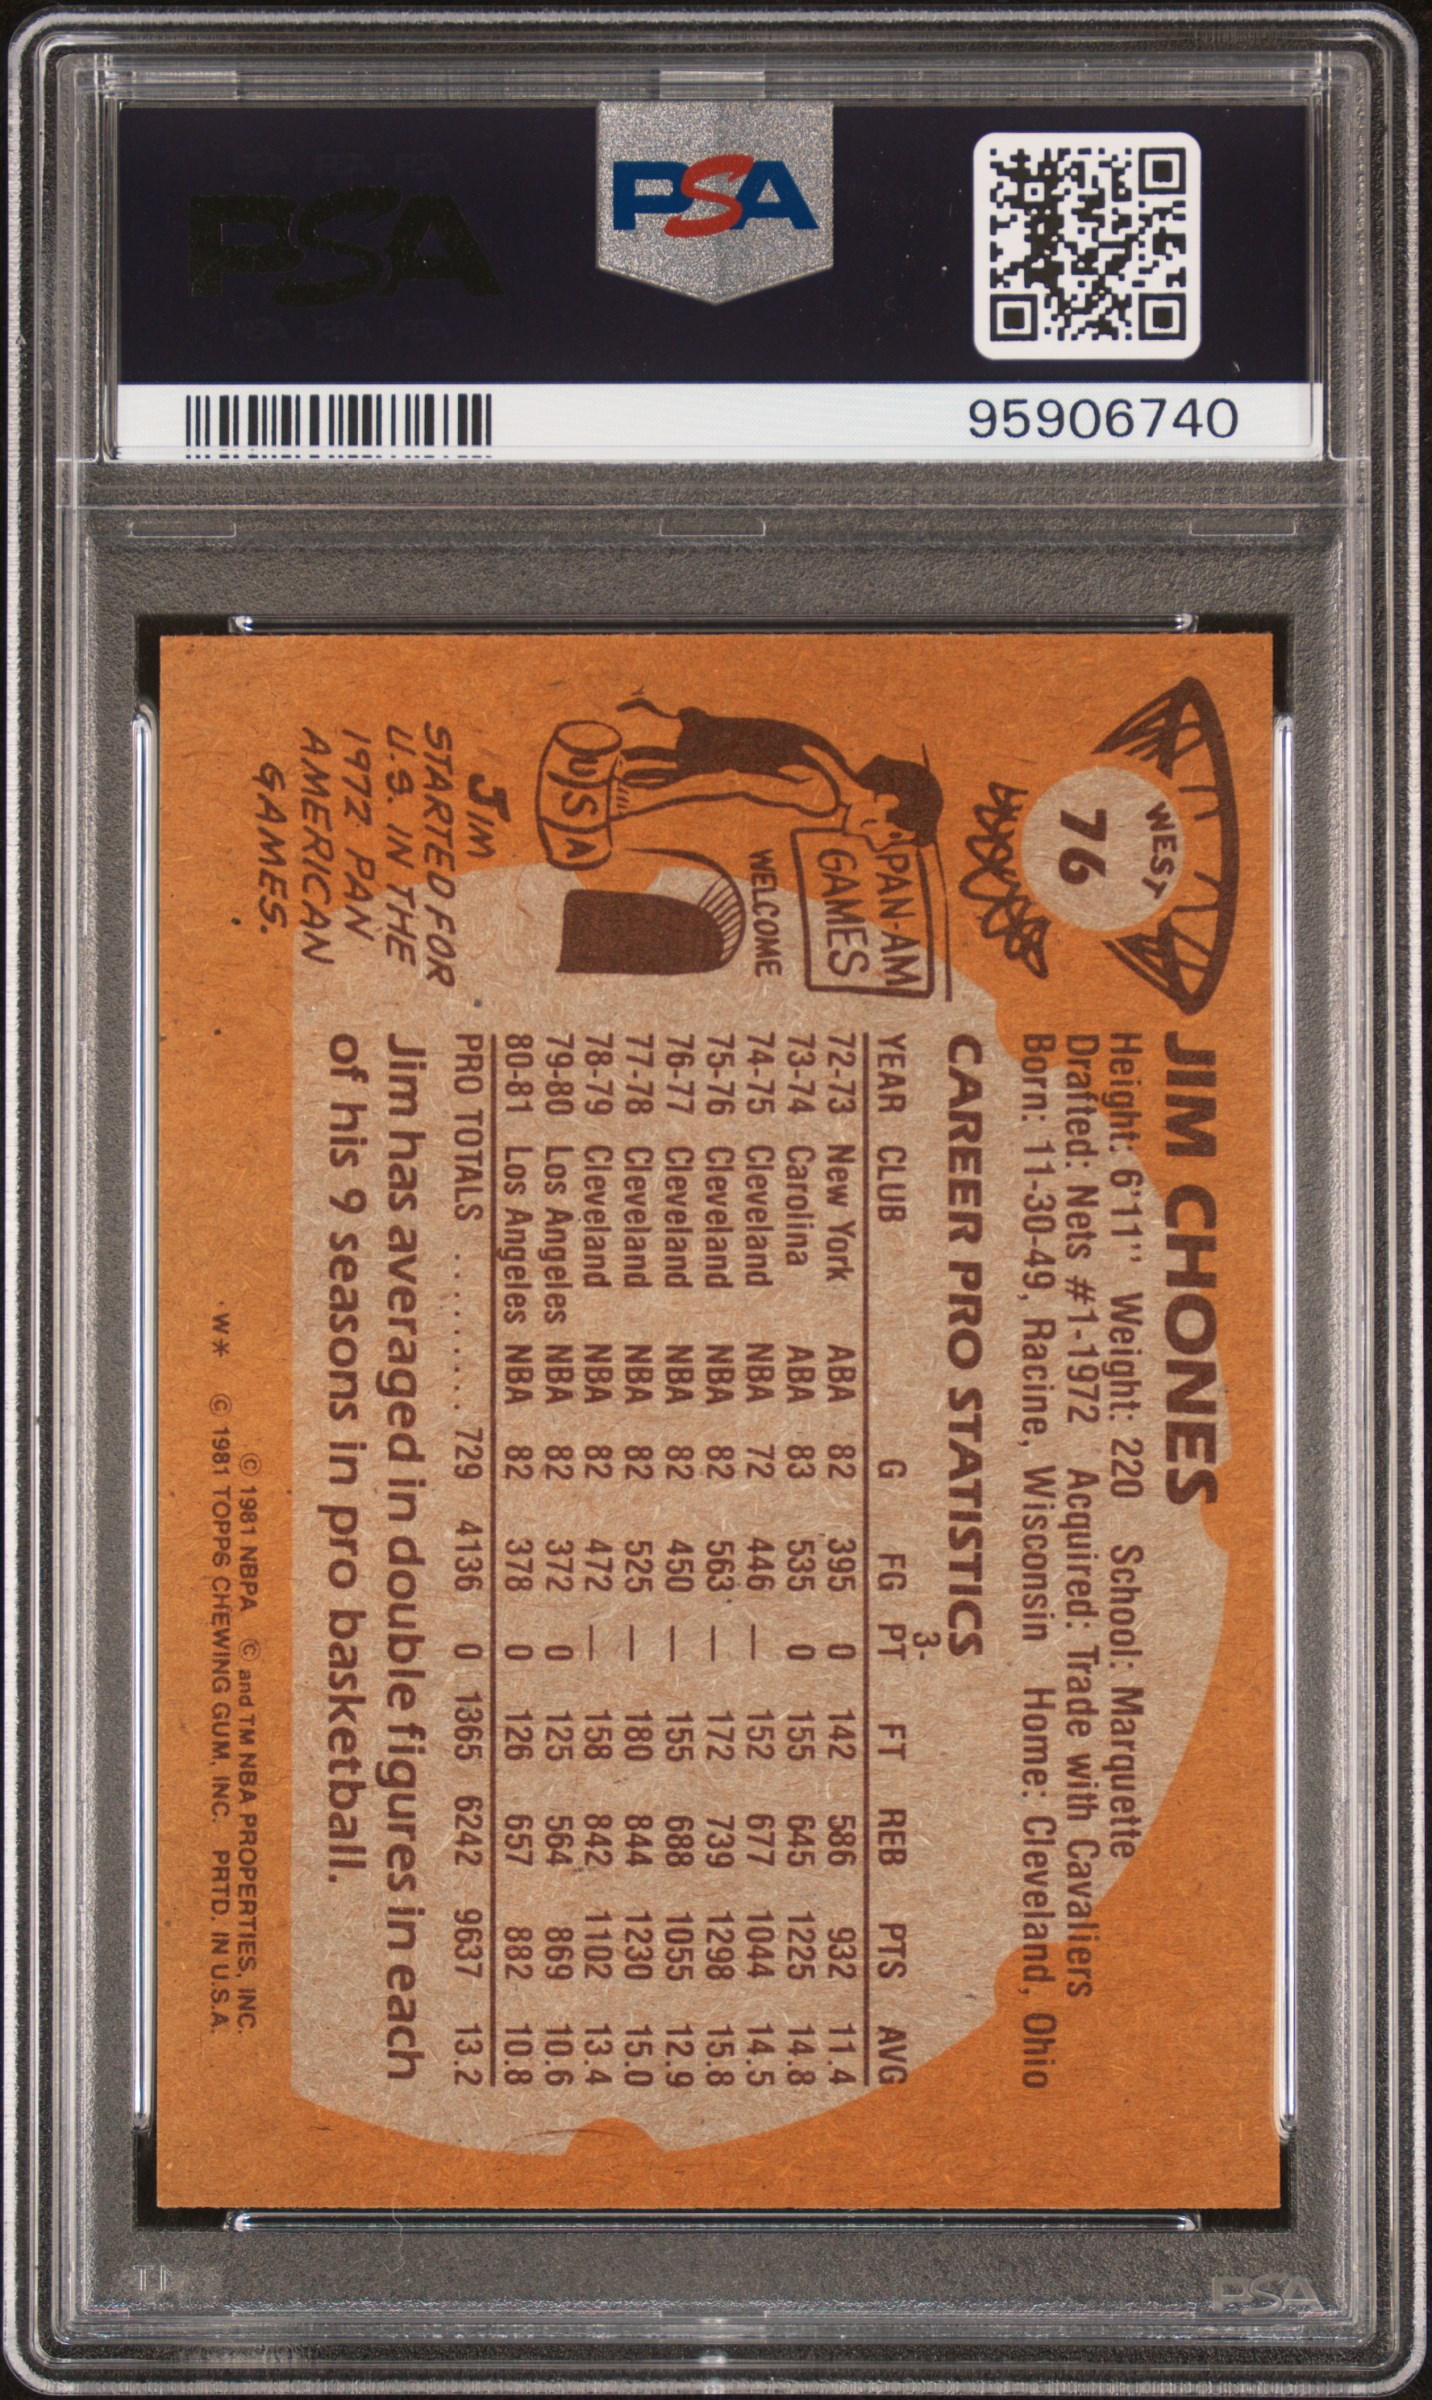 PSA
PSA
95906740
WEST
76
JIM CHONES
Height: 6'11" Weight: 220 School: Marquette
Drafted: Nets #1-1972 Acquired: Trade with Cavaliers
Born: 11-30-49, Racine, Wisconsin Home: Cleveland, Ohio
PAN-AM
GAMES
WELCOME
USA
JIM
STARTED FOR
U.S. IN THE
1972 PAN
AMERICAN
GAMES.
CAREER PRO STATISTICS
YEAR CLUB G FG 3-PT FT REB PTS AVG
72-73 New York ABA 82 395 0 142 586 932 11.4
73-74 Carolina ABA 83 535 0 155 645 1225 14.8
74-75 Cleveland NBA 72 446 — 152 677 1044 14.5
75-76 Cleveland NBA 82 563 — 172 739 1298 15.8
76-77 Cleveland NBA 82 450 — 155 688 1055 12.9
77-78 Cleveland NBA 82 525 — 180 844 1230 15.0
78-79 Cleveland NBA 82 472 — 158 842 1102 13.4
79-80 Los Angeles NBA 82 372 0 125 564 869 10.6
80-81 Los Angeles NBA 82 378 0 126 657 882 10.8
PRO TOTALS ........ 729 4136 0 1365 6242 9637 13.2
Jim has averaged in double figures in each
of his 9 seasons in pro basketball.
© 1981 NBPA © and TM NBA PROPERTIES, INC.
W* © 1981 TOPPS CHEWING GUM, INC. PRTD. IN U.S.A.
PSA